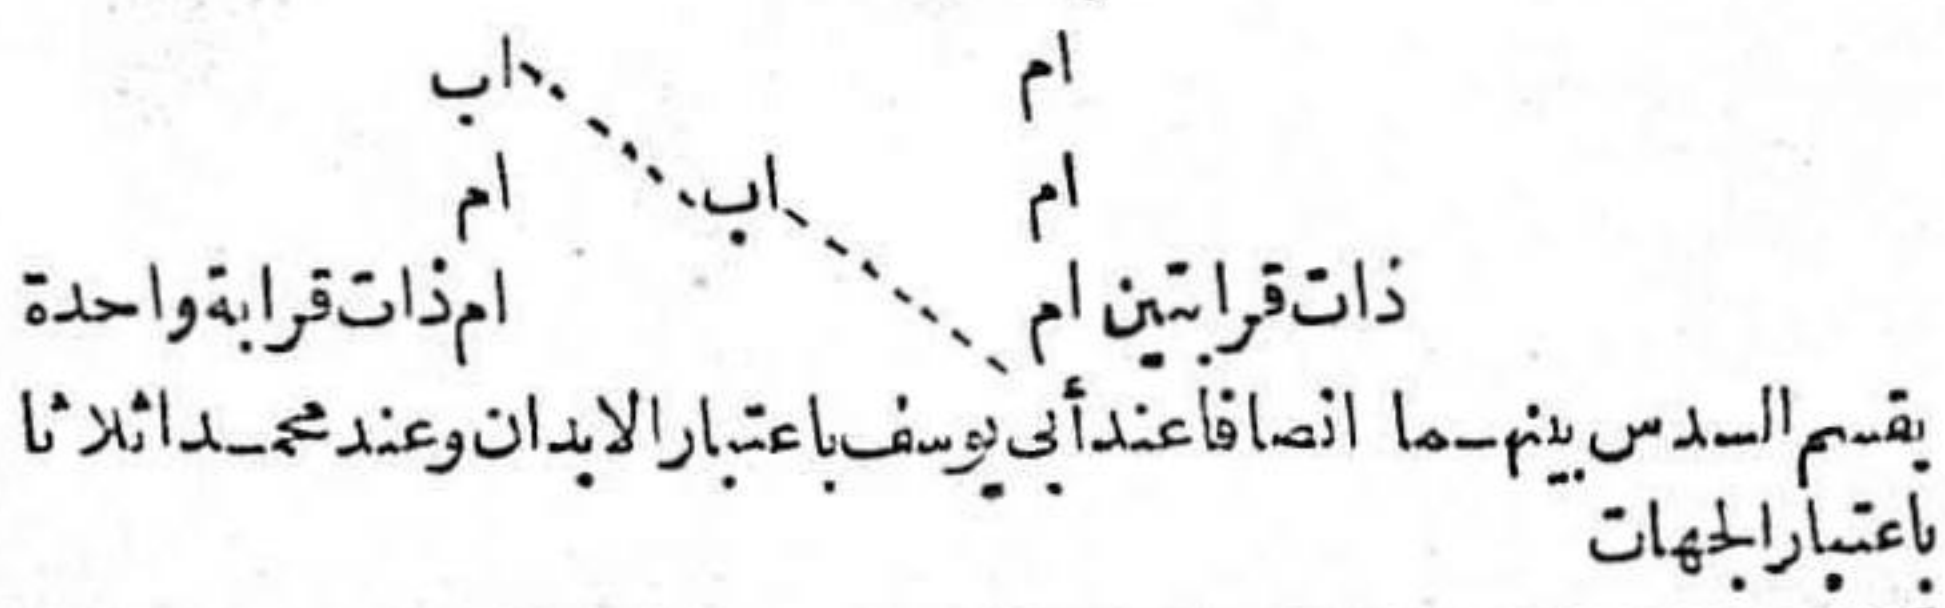 ام اب
ام اب ام
ذات قرابتين ام ام ذات قرابة واحدة
يقسم السدس بينهما انصافا عند أبى يوسف باعتبار الابدان وعند محمد اثلاثا
باعتبار الجهات